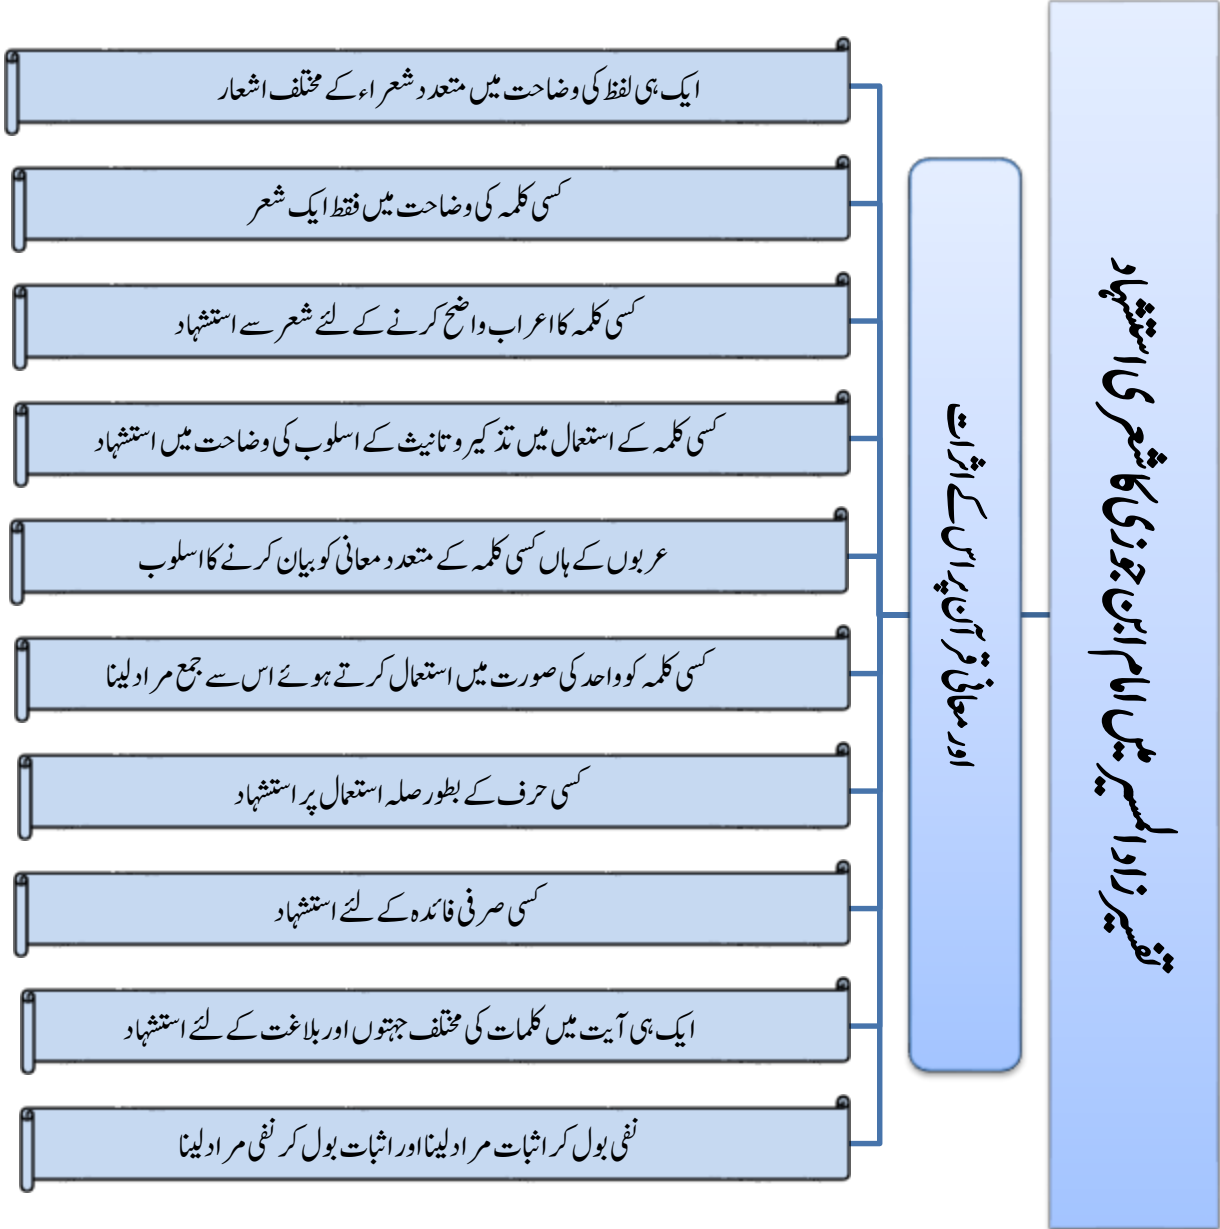 تفسیر زاد المسیر میں امام ابن جوزی کا شعری استشہاد
اور معانی قرآن پر اس کے اثرات
ایک ہی لفظ کی وضاحت میں متعدد شعراء کے مختلف اشعار
کسی کلمہ کی وضاحت میں فقط ایک شعر
کسی کلمہ کا اعراب واضح کرنے کے لئے شعر سے استشہاد
کسی کلمہ کے استعمال میں تذکیر و تانیث کے اسلوب کی وضاحت میں استشہاد
عربوں کے ہاں کسی کلمہ کے متعدد معانی کو بیان کرنے کا اسلوب
کسی کلمہ کو واحد کی صورت میں استعمال کرتے ہوئے اس سے جمع مراد لینا
کسی حرف کے بطور صلہ استعمال پر استشہاد
کسی صرفی فائدہ کے لئے استشہاد
ایک ہی آیت میں کلمات کی مختلف جہتوں اور بلاغت کے لئے استشہاد
نفی بول کر اثبات مراد لینا اور اثبات بول کر نفی مراد لینا